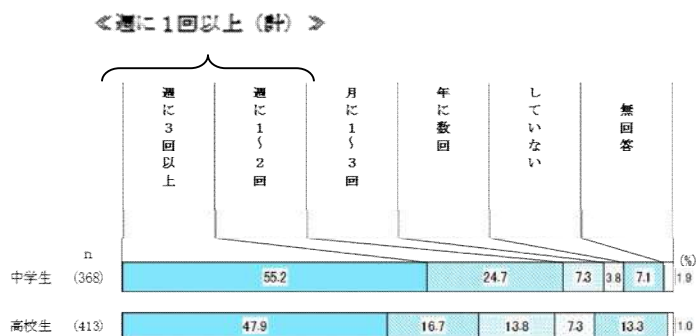 ≪週に１回以上（計）≫
週に３回以上
週に１～２回
月に１～３回
年に数回
していない
無回答
n
(%)
中学生 (368) 55.2 24.7 7.3 3.8 7.1 1.9
高校生 (413) 47.9 16.7 13.8 7.3 13.3 1.0